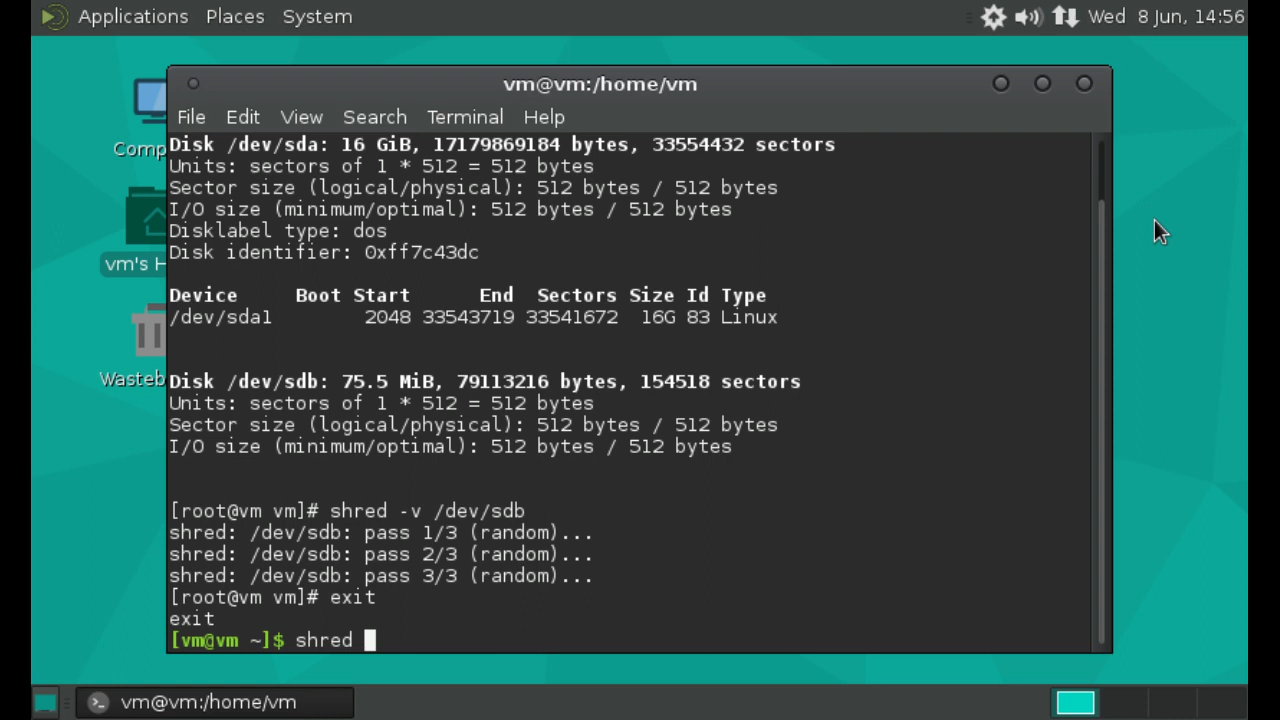 Applications Places System
Wed 8 Jun, 14:56
vm@vm:/home/vm
File Edit View Search Terminal Help
Disk /dev/sda: 16 GiB, 17179869184 bytes, 33554432 sectors
Units: sectors of 1 * 512 = 512 bytes
Sector size (logical/physical): 512 bytes / 512 bytes
I/O size (minimum/optimal): 512 bytes / 512 bytes
Disklabel type: dos
Disk identifier: 0xff7c43dc
Device Boot Start End Sectors Size Id Type
/dev/sda1 2048 33543719 33541672 16G 83 Linux
Disk /dev/sdb: 75.5 MiB, 79113216 bytes, 154518 sectors
Units: sectors of 1 * 512 = 512 bytes
Sector size (logical/physical): 512 bytes / 512 bytes
I/O size (minimum/optimal): 512 bytes / 512 bytes
[root@vm vm]# shred -v /dev/sdb
shred: /dev/sdb: pass 1/3 (random)...
shred: /dev/sdb: pass 2/3 (random)...
shred: /dev/sdb: pass 3/3 (random)...
[root@vm vm]# exit
exit
[vm@vm ~]$ shred
Comp
vm's H
Wasteb
vm@vm:/home/vm